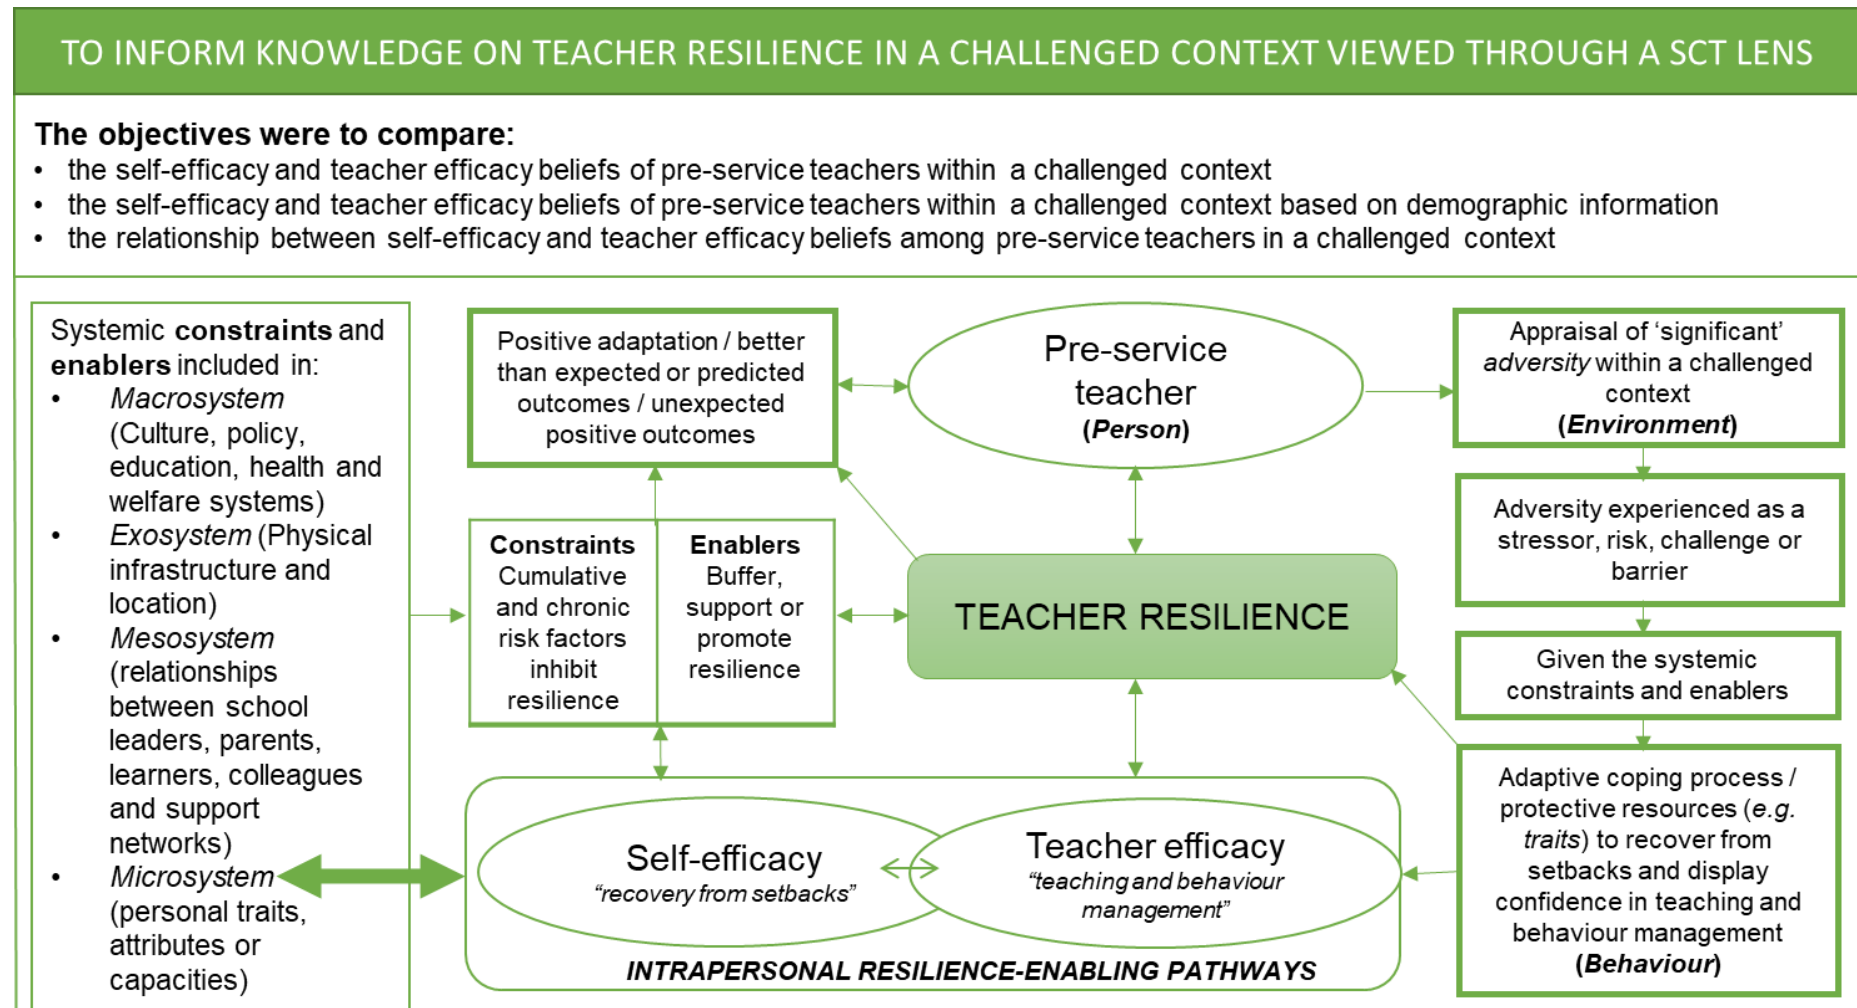 TO INFORM KNOWLEDGE ON TEACHER RESILIENCE IN A CHALLENGED CONTEXT VIEWED THROUGH A SCT LENS
The objectives were to compare:
• the self-efficacy and teacher efficacy beliefs of pre-service teachers within a challenged context
• the self-efficacy and teacher efficacy beliefs of pre-service teachers within a challenged context based on demographic information
• the relationship between self-efficacy and teacher efficacy beliefs among pre-service teachers in a challenged context
Systemic constraints and
enablers included in:
• Macrosystem
(Culture, policy,
education, health and
welfare systems)
• Exosystem (Physical
infrastructure and
location)
• Mesosystem
(relationships
between school
leaders, parents,
learners, colleagues
and support
networks)
• Microsystem
(personal traits,
attributes or
capacities)
Positive adaptation / better
than expected or predicted
outcomes / unexpected
positive outcomes
Constraints
Cumulative
and chronic
risk factors
inhibit
resilience
Enablers
Buffer,
support or
promote
resilience
Pre-service
teacher
(Person)
TEACHER RESILIENCE
Self-efficacy
“recovery from setbacks”
Teacher efficacy
“teaching and behaviour
management”
INTRAPERSONAL RESILIENCE-ENABLING PATHWAYS
Appraisal of ‘significant’
adversity within a challenged
context
(Environment)
Adversity experienced as a
stressor, risk, challenge or
barrier
Given the systemic
constraints and enablers
Adaptive coping process /
protective resources (e.g.
traits) to recover from
setbacks and display
confidence in teaching and
behaviour management
(Behaviour)